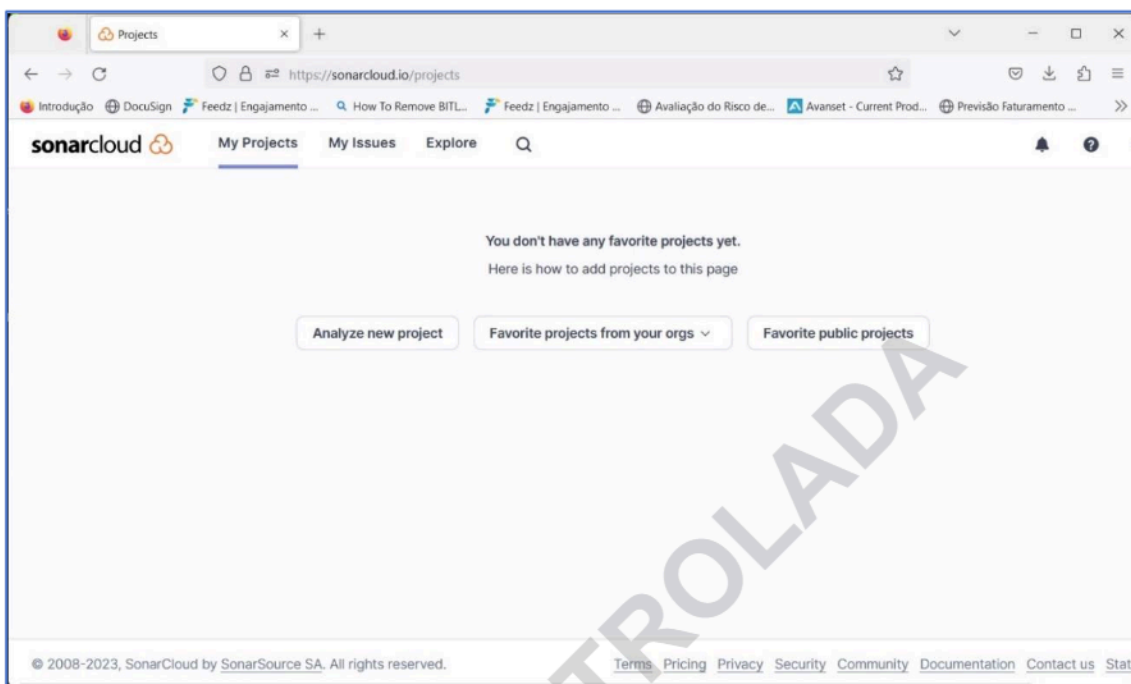 Projects
https://sonarcloud.io/projects
Introdução DocuSign Feedz | Engajamento ... How To Remove BITL... Feedz | Engajamento ... Avaliação do Risco de... Avanset - Current Prod... Previsão Faturamento ...
sonarcloud My Projects My Issues Explore
You don't have any favorite projects yet.
Here is how to add projects to this page
Analyze new project Favorite projects from your orgs Favorite public projects
TROLADA
© 2008-2023, SonarCloud by SonarSource SA. All rights reserved. Terms Pricing Privacy Security Community Documentation Contact us Stat